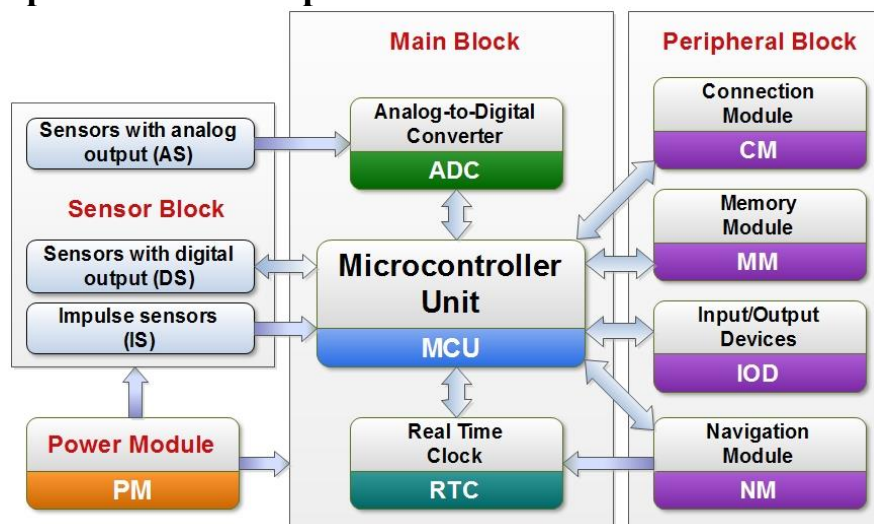 Main Block
Peripheral Block
Sensor Block
Sensors with analog
output (AS)
Sensors with digital
output (DS)
Impulse sensors
(IS)
Power Module
PM
Analog-to-Digital
Converter
ADC
Microcontroller
Unit
MCU
Real Time
Clock
RTC
Connection
Module
CM
Memory
Module
MM
Input/Output
Devices
IOD
Navigation
Module
NM